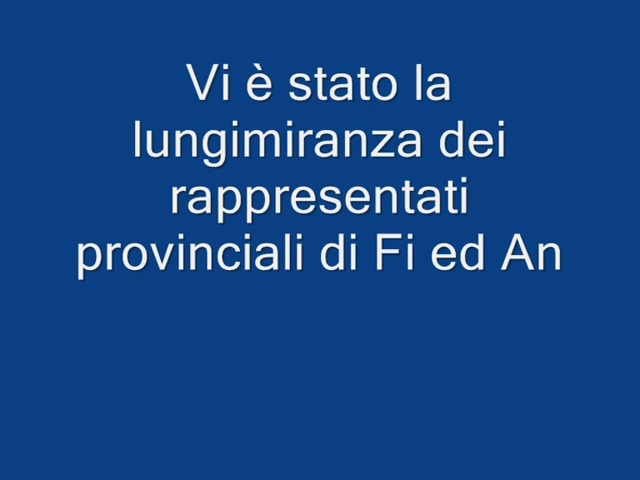 Vi è stato la
lungimiranza dei
rappresentati
provinciali di Fi ed An